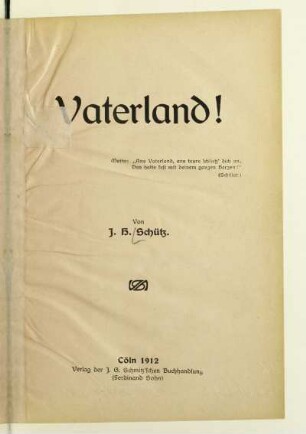 Vaterland!
Motto: „Ans Vaterland, ans teure schließ' dich an,
Das halte fest mit deinem ganzen Herzen!"
(Schiller.)
Von
J. H. Schütz.
Cöln 1912
Verlag der J. G. Schmitz'schen Buchhandlung
(Ferdinand Sohn)